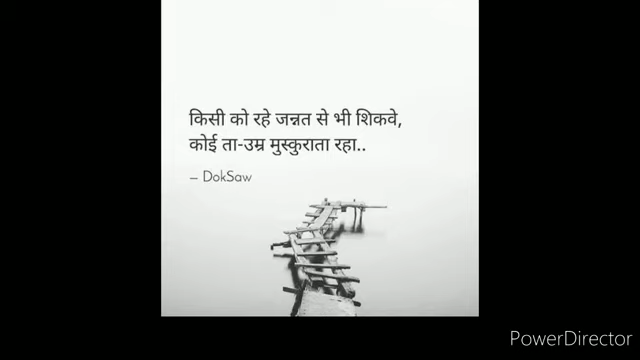 किसी को रहे जन्नत से भी शिकवे,
कोई ता-उम्र मुस्कुराता रहा..
– DokSaw
PowerDirector